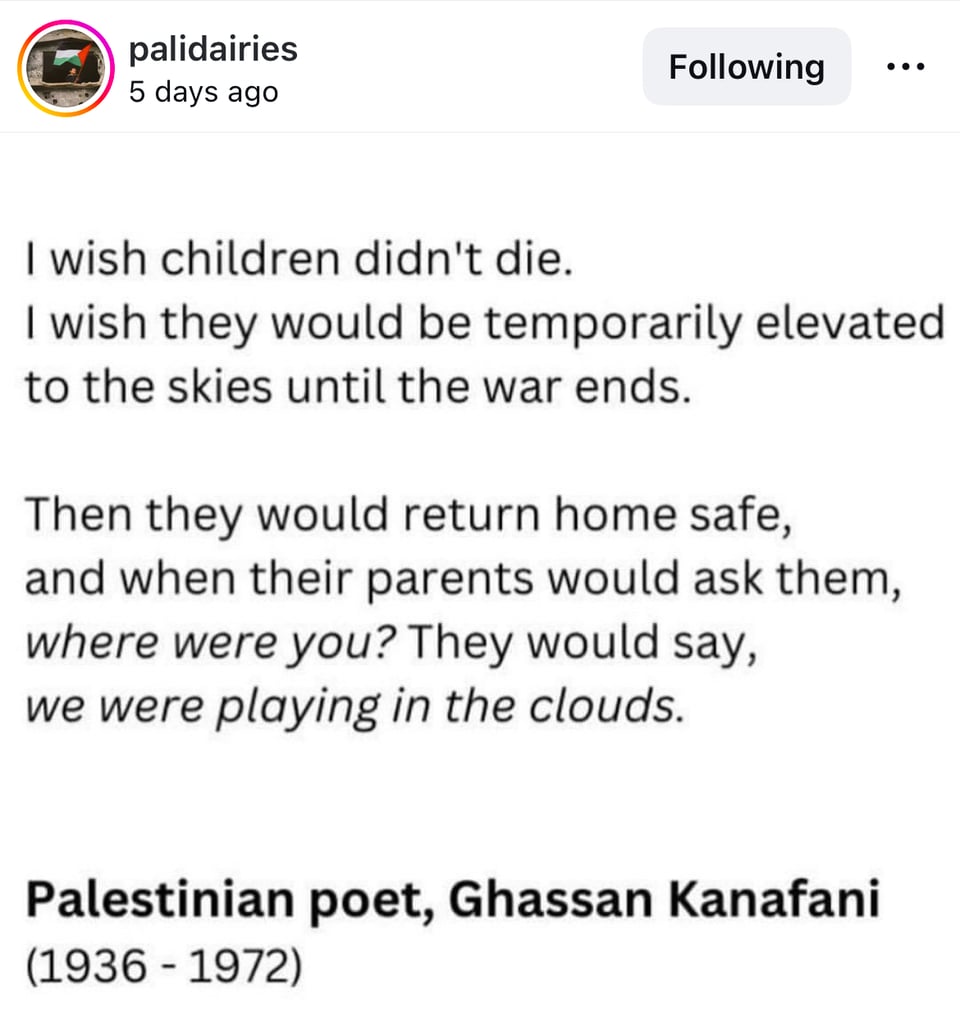 palidairies
5 days ago
Following
I wish children didn't die.
I wish they would be temporarily elevated
to the skies until the war ends.
Then they would return home safe,
and when their parents would ask them,
where were you? They would say,
we were playing in the clouds.
Palestinian poet, Ghassan Kanafani
(1936 - 1972)